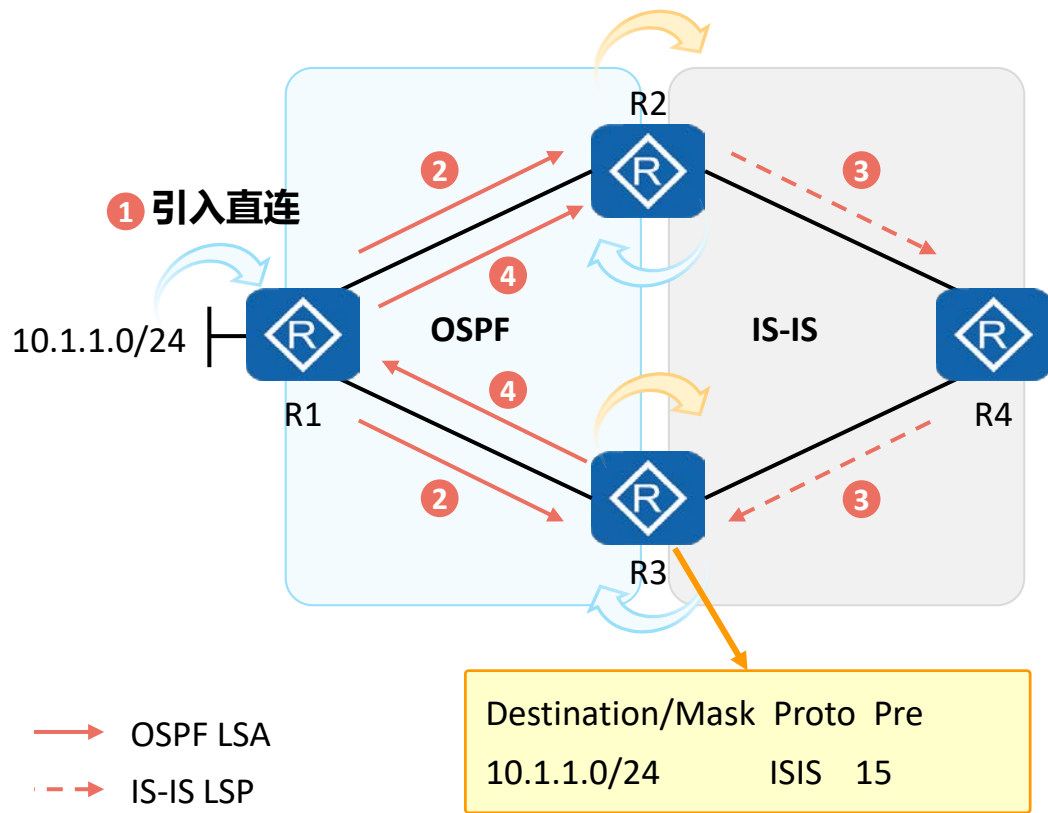 R2
2
3
1 引入直连
4
10.1.1.0/24
R
R
R
R
OSPF
IS-IS
R1
R4
4
2
3
R3
Destination/Mask Proto Pre
10.1.1.0/24 ISIS 15
OSPF LSA
IS-IS LSP